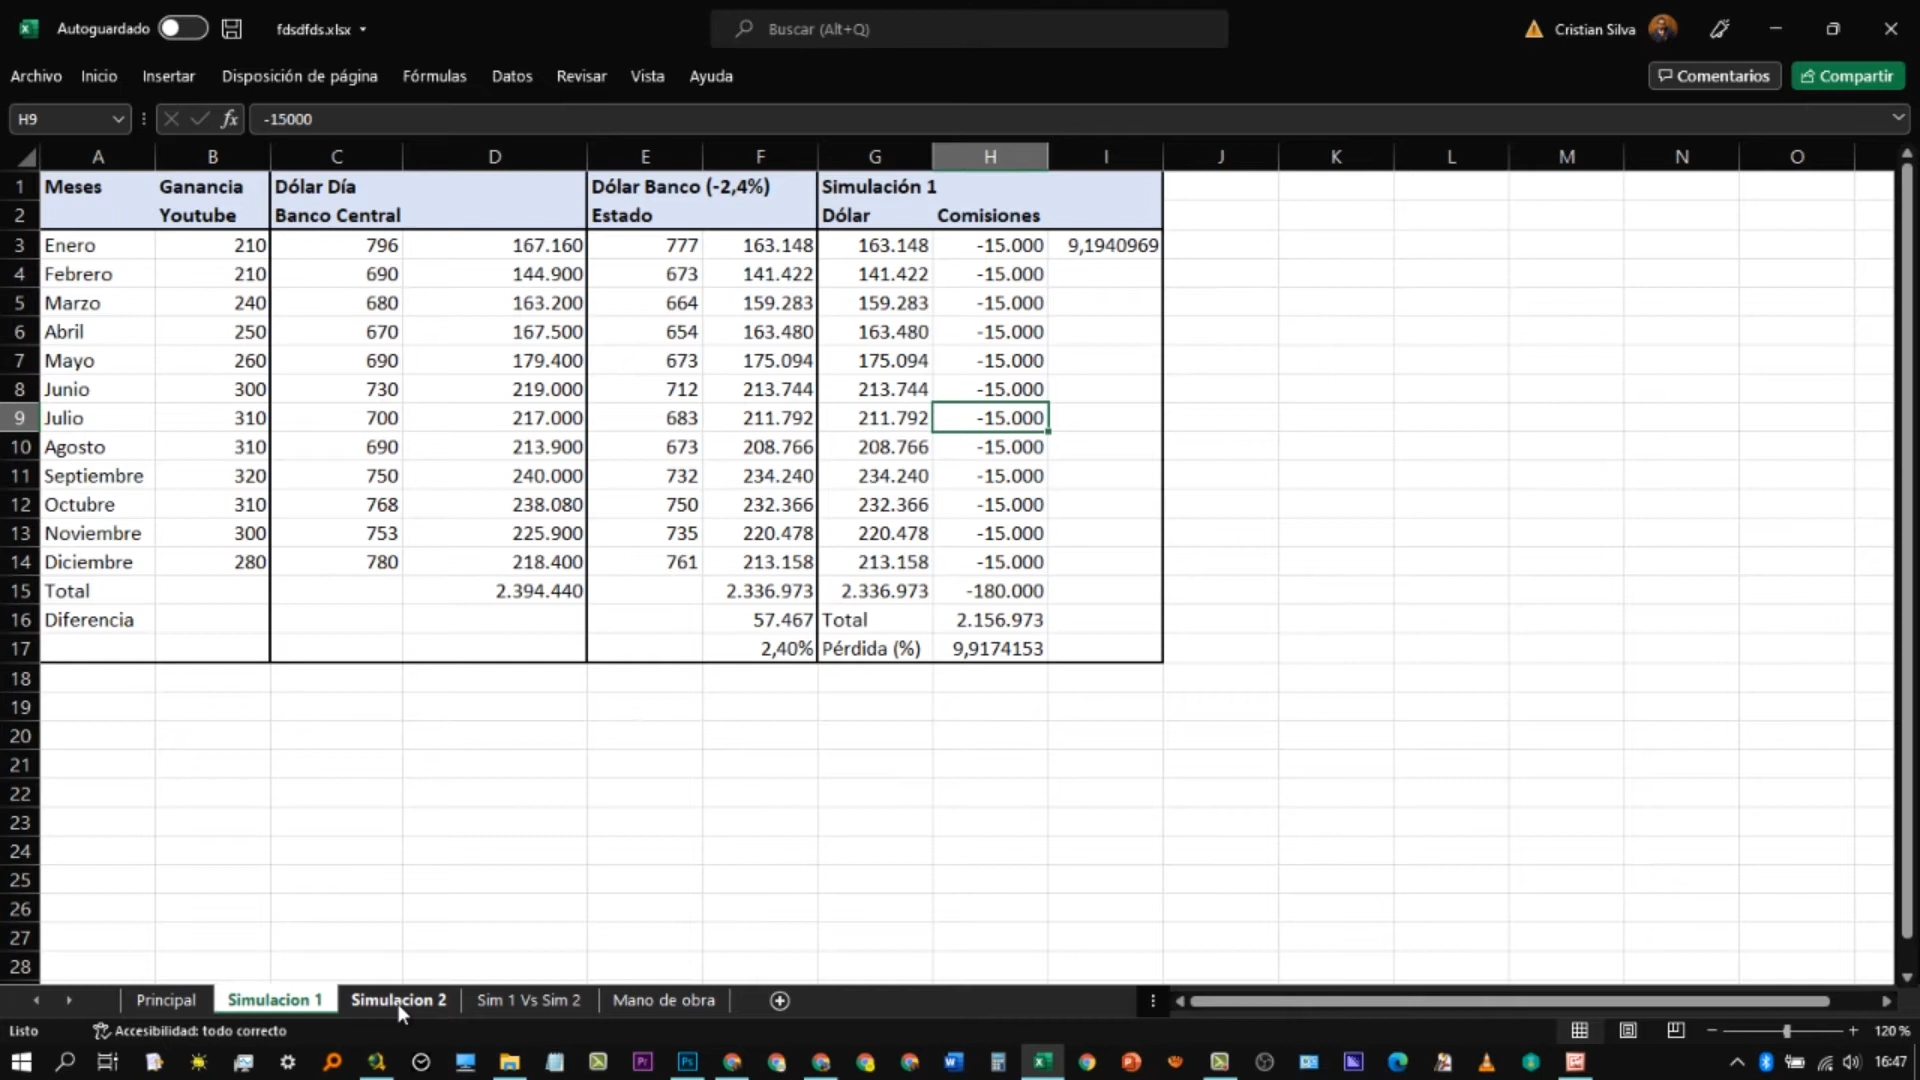 Autoguardado fdsdfds.xlsx Buscar (Alt+Q) Cristian Silva
Archivo Inicio Insertar Disposición de página Fórmulas Datos Revisar Vista Ayuda Comentarios Compartir
H9 fx -15000
A B C D E F G H I J K L M N O
1 Meses Ganancia Dólar Día Dólar Banco (-2,4%) Simulación 1
2 Youtube Banco Central Estado Dólar Comisiones
3 Enero 210 796 167.160 777 163.148 163.148 -15.000 9,1940969
4 Febrero 210 690 144.900 673 141.422 141.422 -15.000
5 Marzo 240 680 163.200 664 159.283 159.283 -15.000
6 Abril 250 670 167.500 654 163.480 163.480 -15.000
7 Mayo 260 690 179.400 673 175.094 175.094 -15.000
8 Junio 300 730 219.000 712 213.744 213.744 -15.000
9 Julio 310 700 217.000 683 211.792 211.792 -15.000
10 Agosto 310 690 213.900 673 208.766 208.766 -15.000
11 Septiembre 320 750 240.000 732 234.240 234.240 -15.000
12 Octubre 310 768 238.080 750 232.366 232.366 -15.000
13 Noviembre 300 753 225.900 735 220.478 220.478 -15.000
14 Diciembre 280 780 218.400 761 213.158 213.158 -15.000
15 Total 2.394.440 2.336.973 2.336.973 -180.000
16 Diferencia 57.467 Total 2.156.973
17 2,40% Pérdida (%) 9,9174153
18
19
20
21
22
23
24
25
26
27
28
Principal Simulacion 1 Simulacion 2 Sim 1 Vs Sim 2 Mano de obra
Listo Accesibilidad: todo correcto 120 %
Pr Ps 16:47